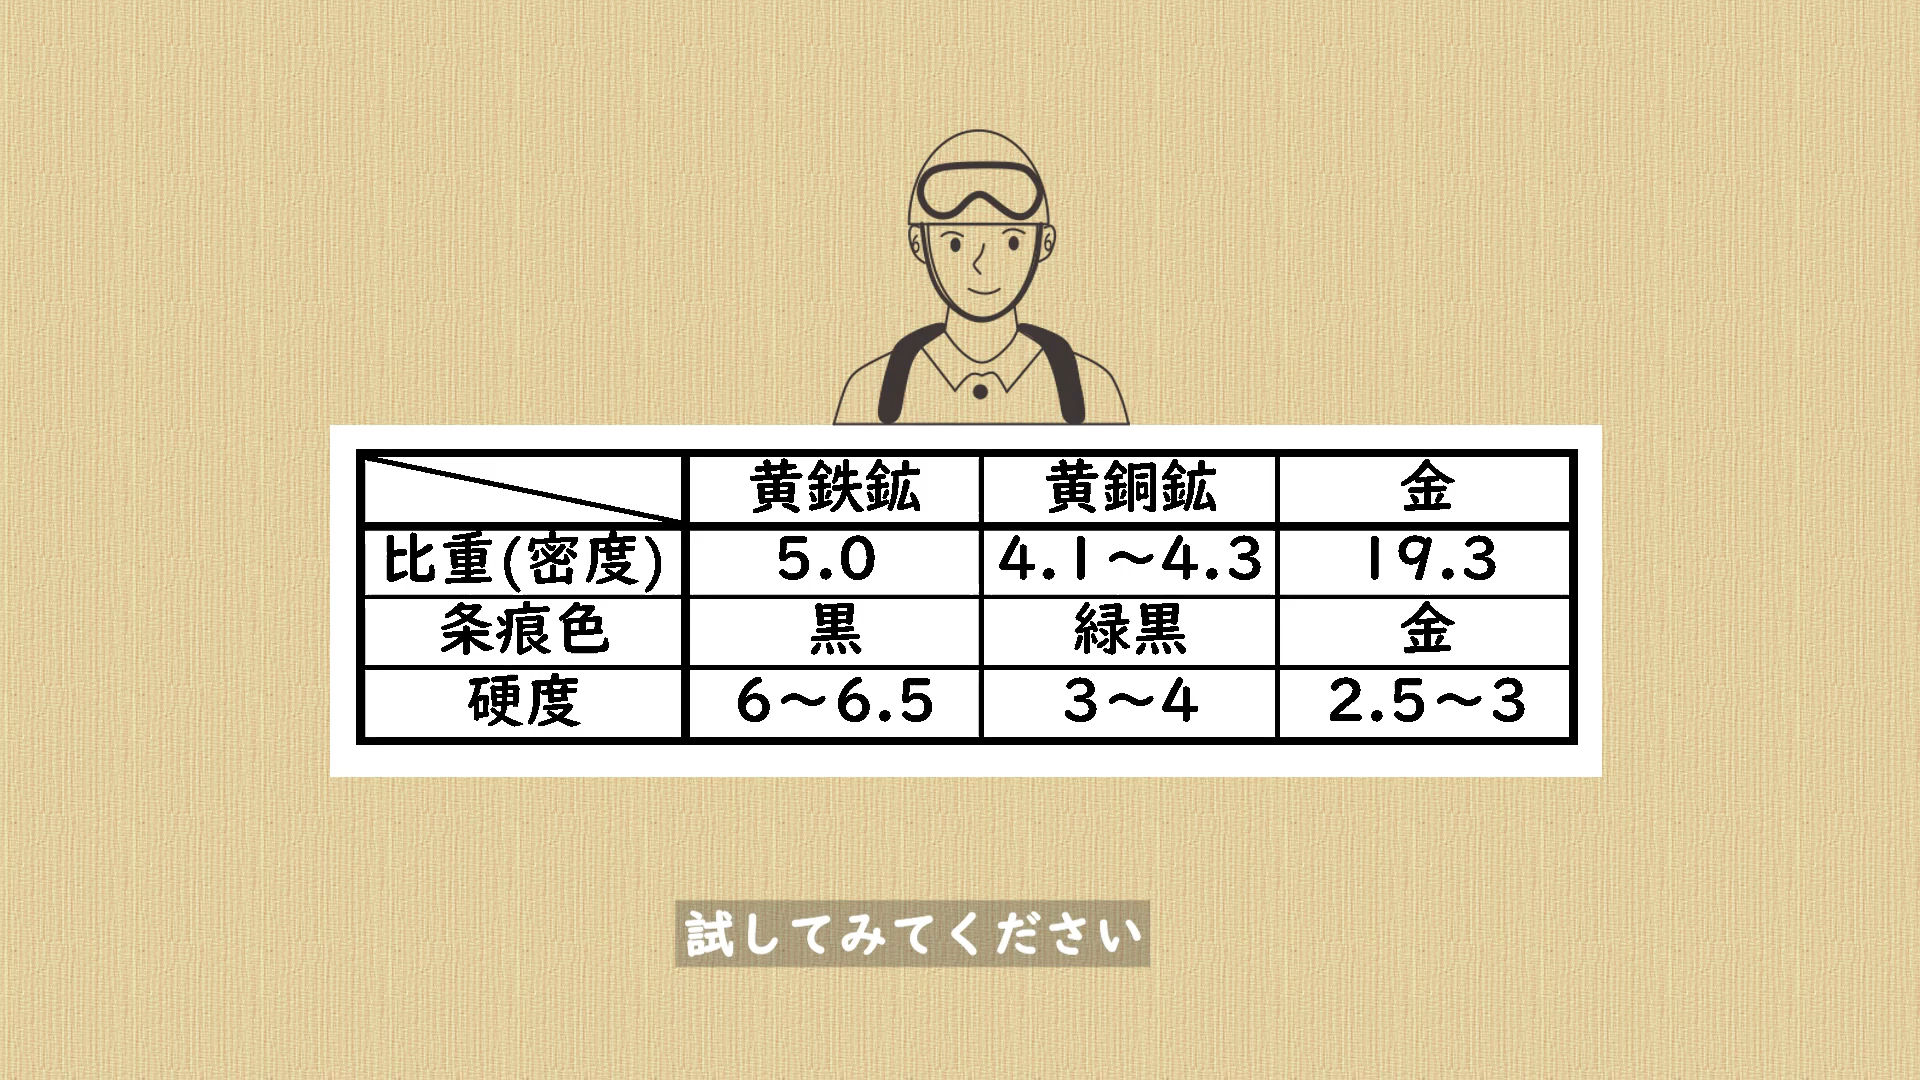 黄鉄鉱 黄銅鉱 金
比重(密度) 5.0 4.1～4.3 19.3
条痕色 黒 緑黒 金
硬度 6～6.5 3～4 2.5～3
試してみてください